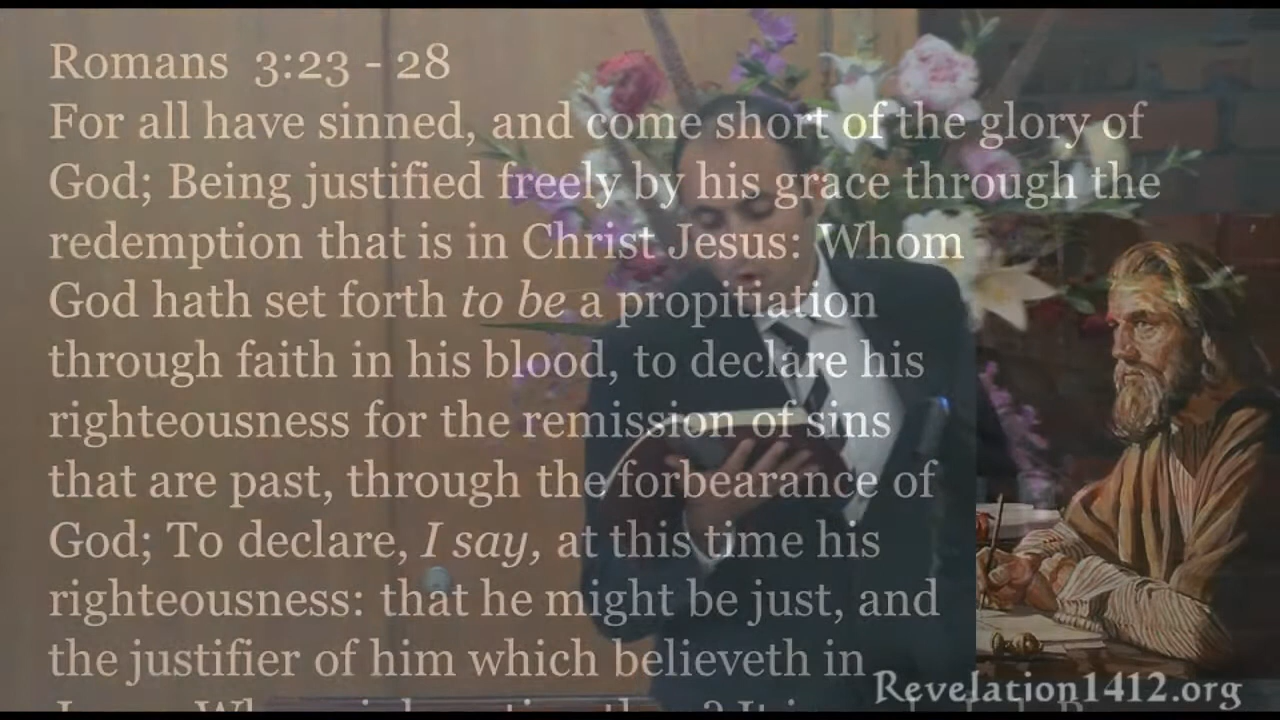 Romans 3:23 - 28
For all have sinned, and come short of the glory of
God; Being justified freely by his grace through the
redemption that is in Christ Jesus: Whom
God hath set forth to be a propitiation
through faith in his blood, to declare his
righteousness for the remission of sins
that are past, through the forbearance of
God; To declare, I say, at this time his
righteousness: that he might be just, and
the justifier of him which believeth in
Revelation1412.org